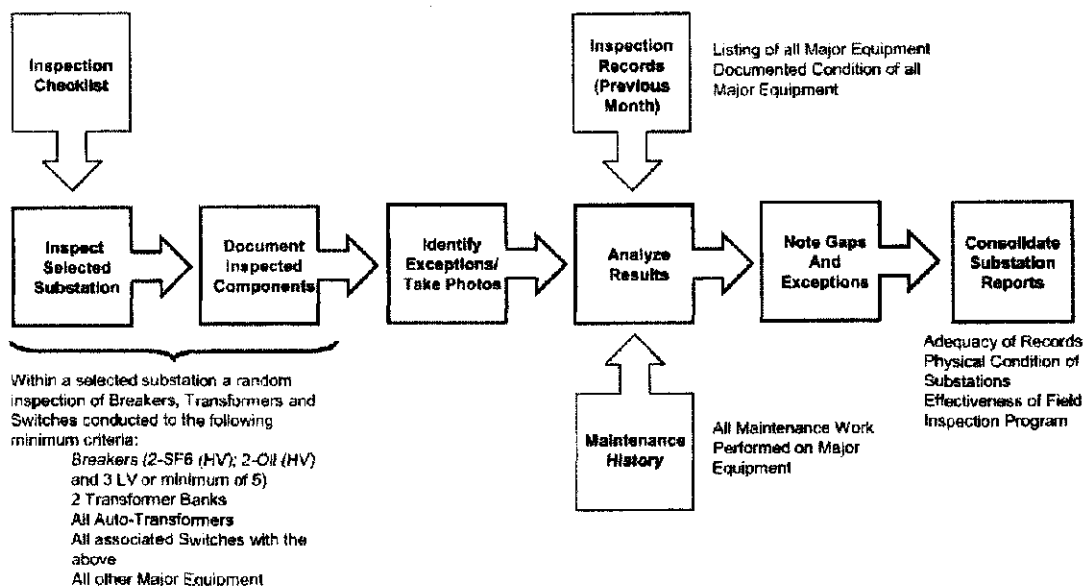 Inspection
Checklist
Inspection
Records
(Previous
Month)
Listing of all Major Equipment
Documented Condition of all
Major Equipment
Inspect
Selected
Substation
Document
Inspected
Components
Identify
Exceptions/
Take Photos
Analyze
Results
Note Gaps
And
Exceptions
Consolidate
Substation
Reports
Within a selected substation a random
inspection of Breakers, Transformers and
Switches conducted to the following
minimum criteria:
Breakers (2-SF6 (HV); 2-Oil (HV)
and 3 LV or minimum of 5)
2 Transformer Banks
All Auto-Transformers
All associated Switches with the
above
All other Major Equipment
Maintenance
History
All Maintenance Work
Performed on Major
Equipment
Adequacy of Records
Physical Condition of
Substations
Effectiveness of Field
Inspection Program